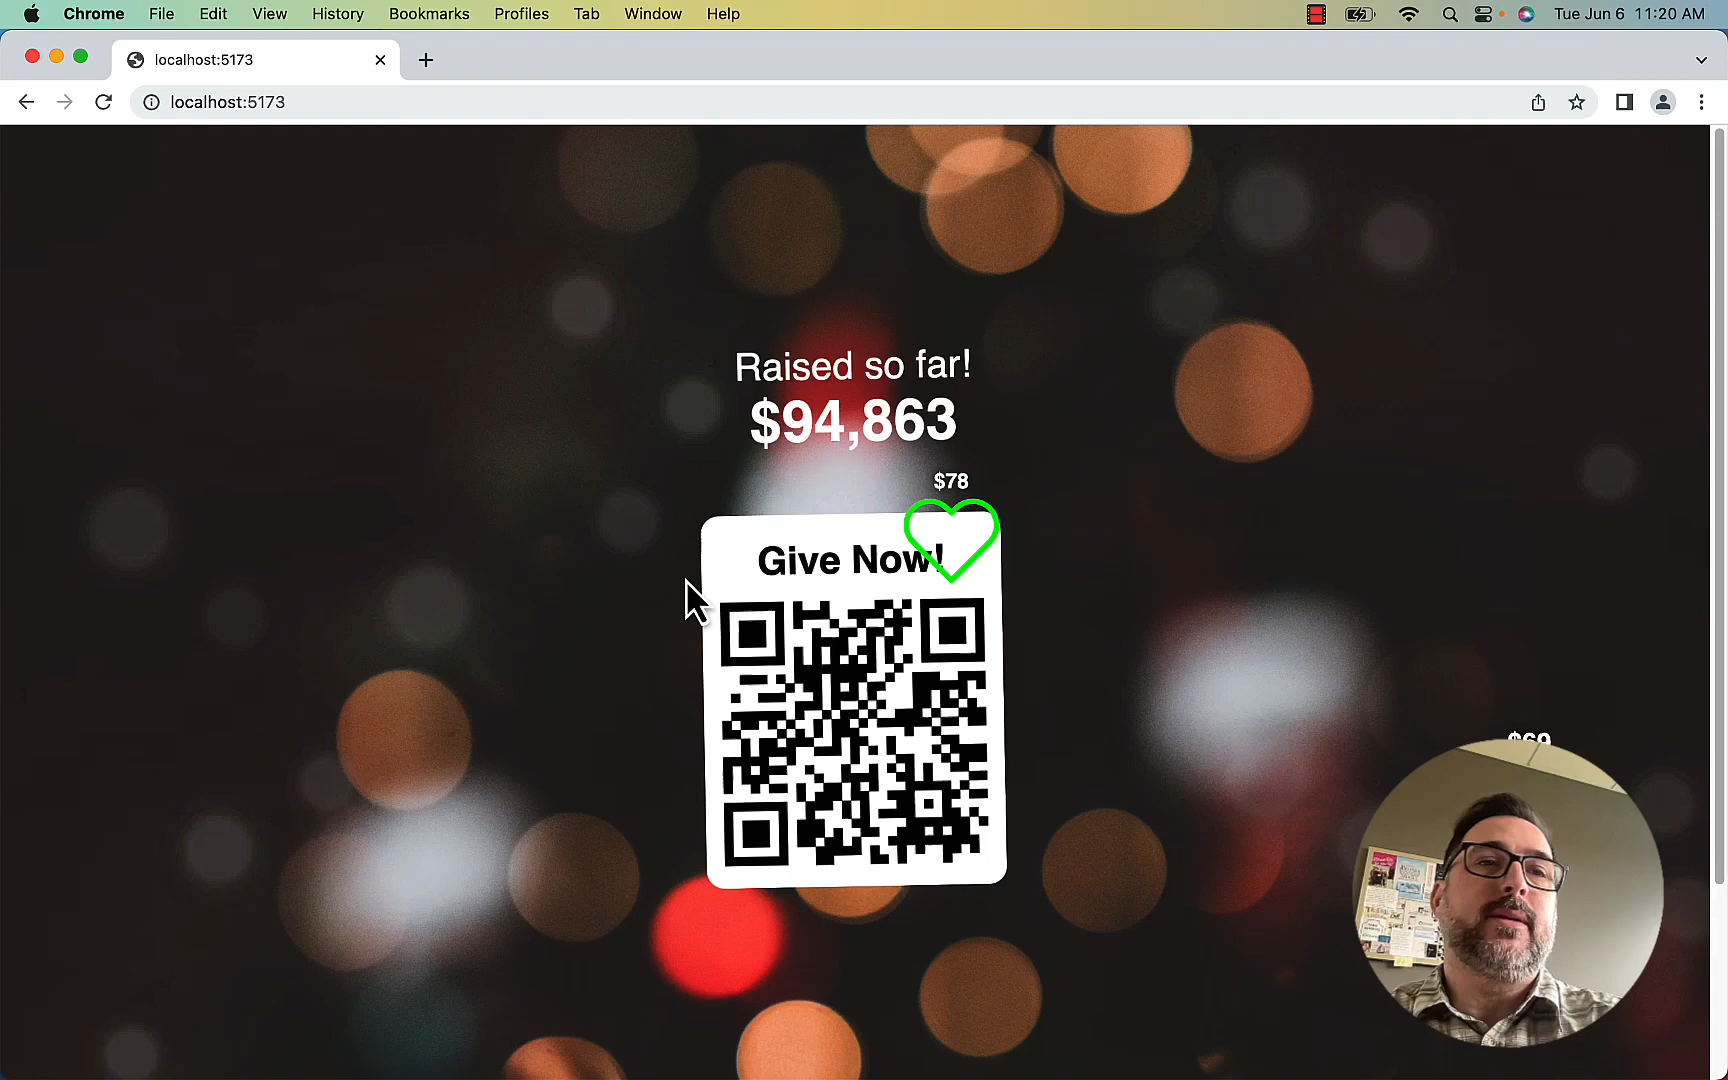 Chrome File Edit View History Bookmarks Profiles Tab Window Help Tue Jun 6 11:20 AM
localhost:5173
localhost:5173
Raised so far!
$94,863
$78
Give Now!
$69